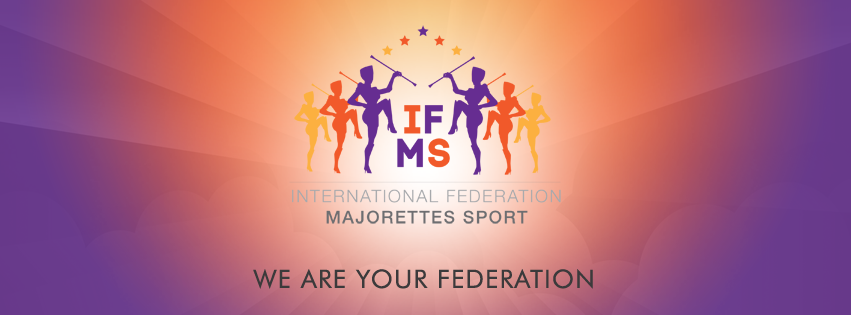 IF
MS
INTERNATIONAL FEDERATION
MAJORETTES SPORT
WE ARE YOUR FEDERATION